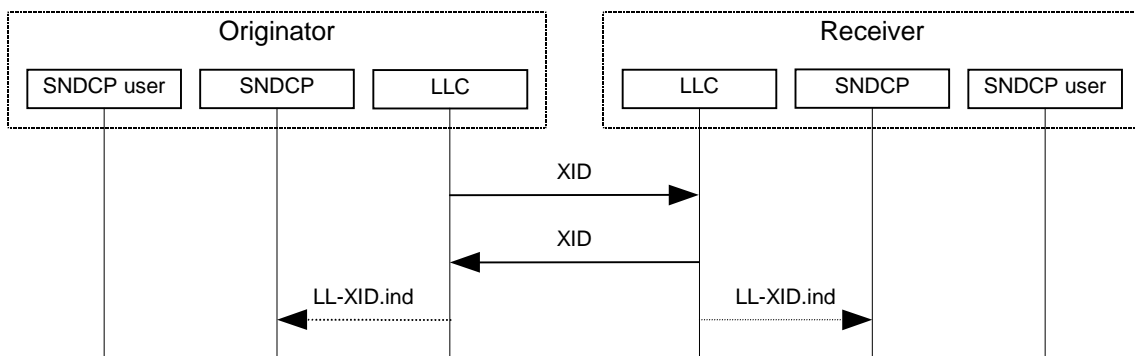 Originator
Receiver
SNDCP user
SNDCP
LLC
LLC
SNDCP
SNDCP user
XID
XID
LL-XID.ind
LL-XID.ind